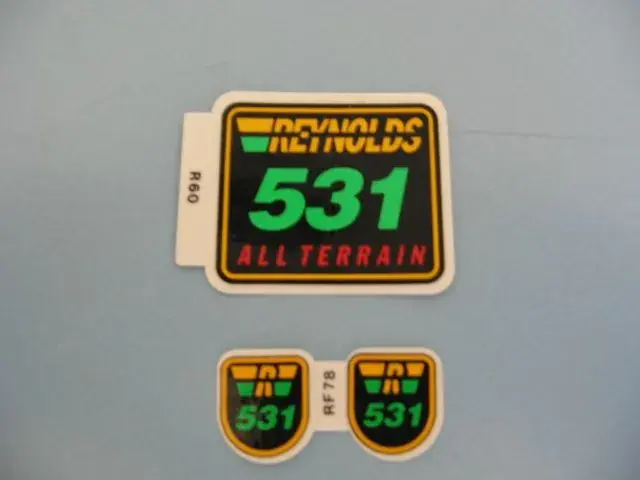 R60
REYNOLDS
531
ALL TERRAIN
R
531
RF78
R
531